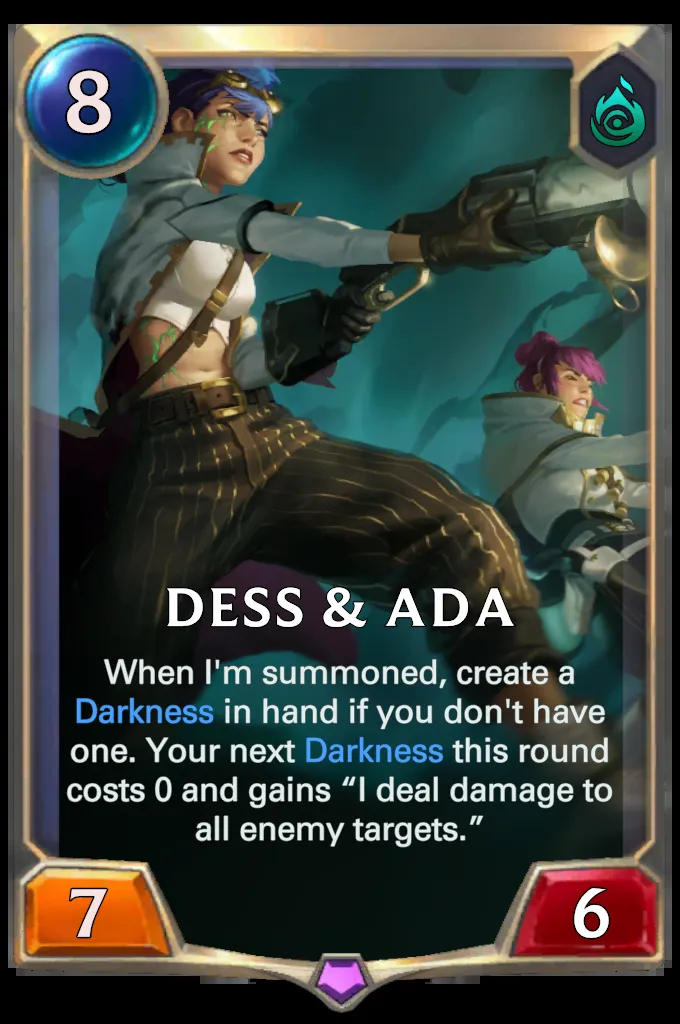 8
DESS & ADA
When I'm summoned, create a
Darkness in hand if you don't have
one. Your next Darkness this round
costs 0 and gains “I deal damage to
all enemy targets.”
7
6